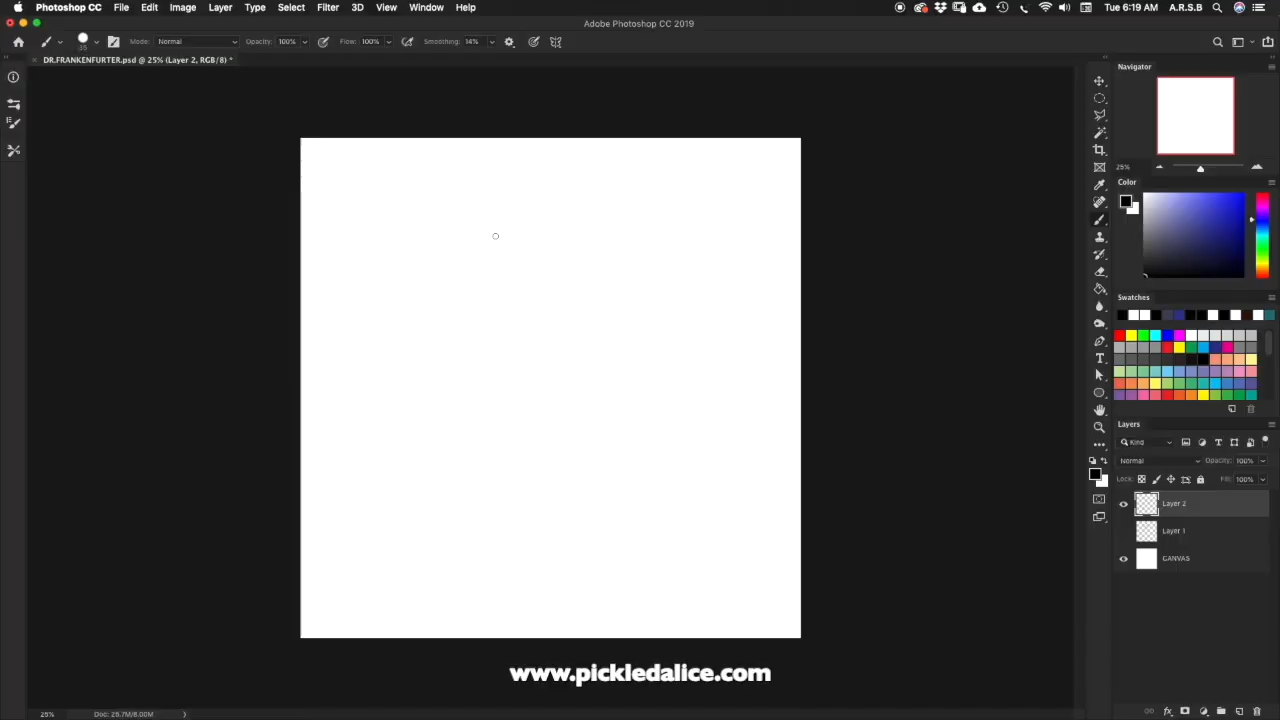 Photoshop CC File Edit Image Layer Type Select Filter 3D View Window Help Tue 6:19 AM A.R.S.B
Adobe Photoshop CC 2019
35 Mode: Normal Opacity: 100% Flow: 100% Smoothing: 14%
DR.FRANKENFURTER.psd @ 25% (Layer 2, RGB/8) *
Navigator
25%
Color
Swatches
Layers
Kind
Normal Opacity: 100%
Lock: Fill: 100%
Layer 2
Layer 1
CANVAS
www.pickledalice.com
25% Doc: 26.7M/8.00M